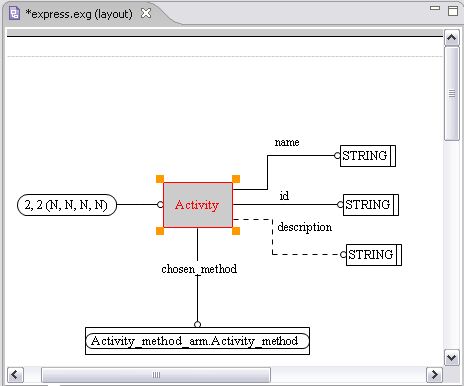 *express.exg (layout)
name
STRING
2, 2 (N, N, N, N)
Activity
id
STRING
description
STRING
chosen_method
Activity_method_arm.Activity_method